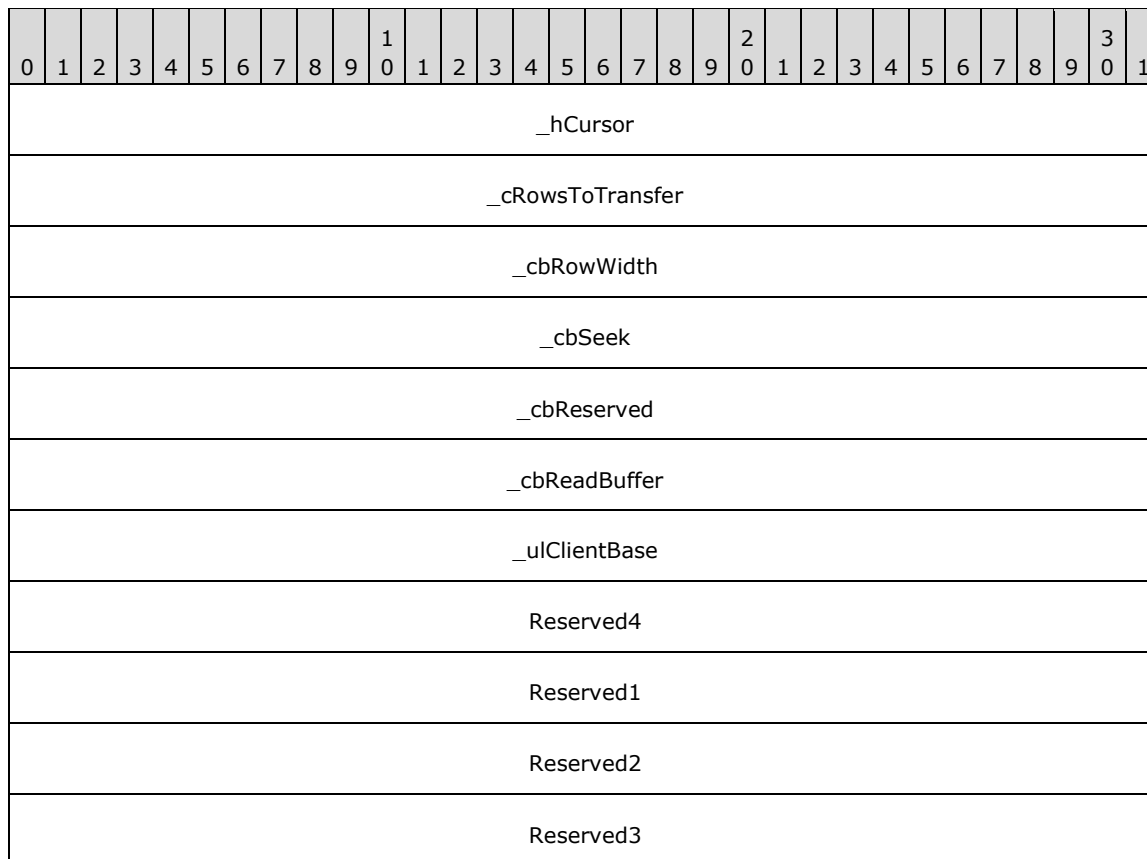 1 2 3
0 1 2 3 4 5 6 7 8 9 0 1 2 3 4 5 6 7 8 9 0 1 2 3 4 5 6 7 8 9 0 1
_hCursor
_cRowsToTransfer
_cbRowWidth
_cbSeek
_cbReserved
_cbReadBuffer
_ulClientBase
Reserved4
Reserved1
Reserved2
Reserved3